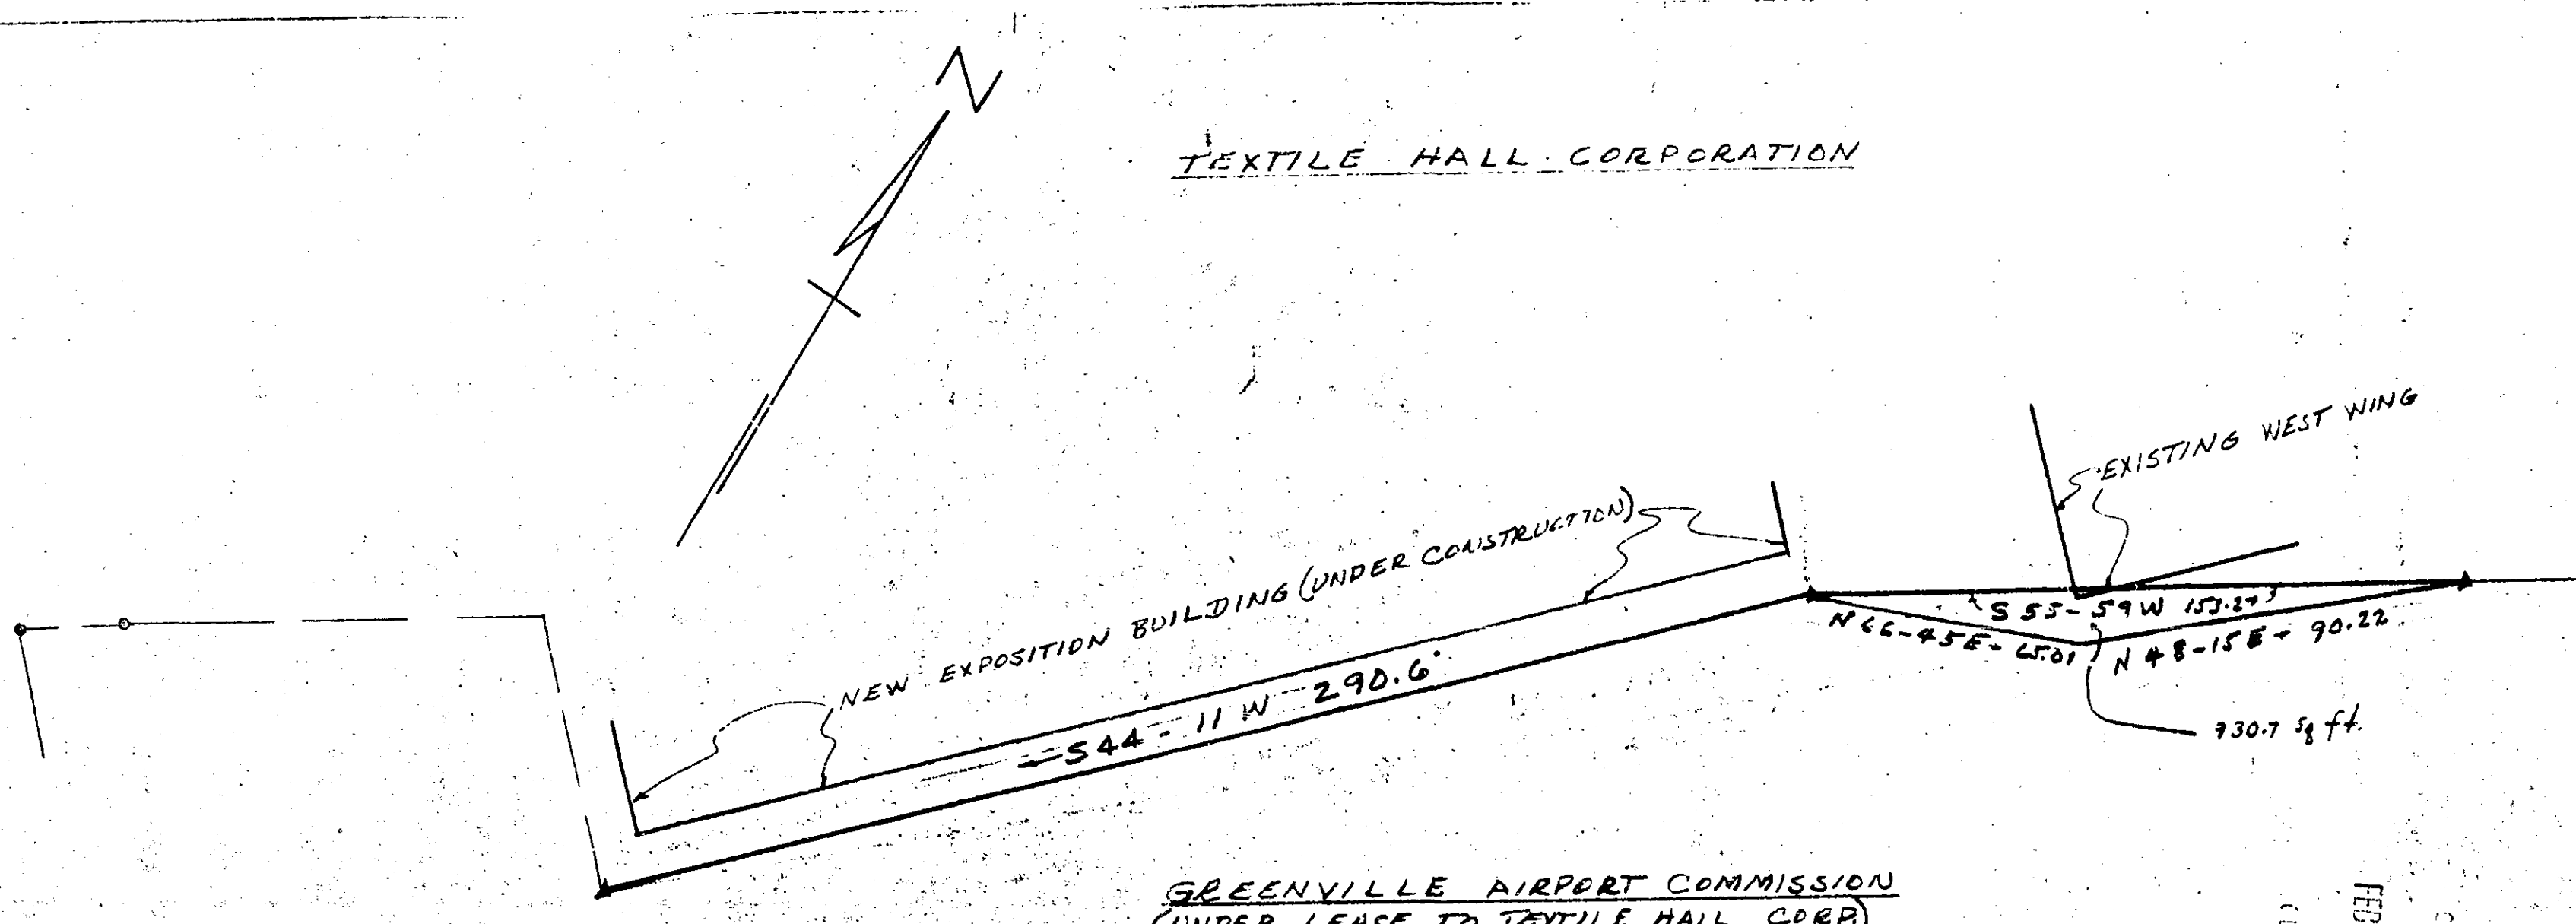 N
TEXTILE HALL CORPORATION
EXISTING WEST WING
NEW EXPOSITION BUILDING (UNDER CONSTRUCTION)
S 55-59 W
N 66-45 E - 65.01
N 48-15 E - 90.22
S 44-11 W 290.6'
930.7 sq ft.
GREENVILLE AIRPORT COMMISSION
(UNDER LEASE TO TEXTILE HALL CORP.)
FEB